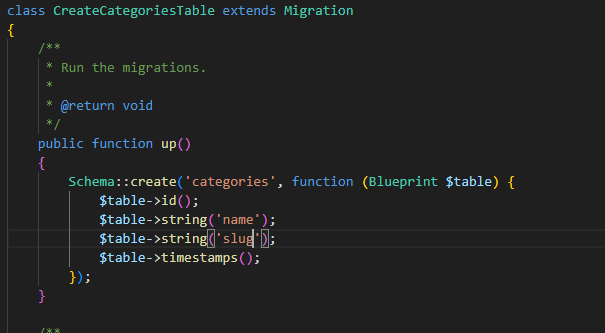 class CreateCategoriesTable extends Migration
{
    /**
     * Run the migrations.
     *
     * @return void
     */
    public function up()
    {
        Schema::create('categories', function (Blueprint $table) {
            $table->id();
            $table->string('name');
            $table->string('slug');
            $table->timestamps();
        });
    }
    /**